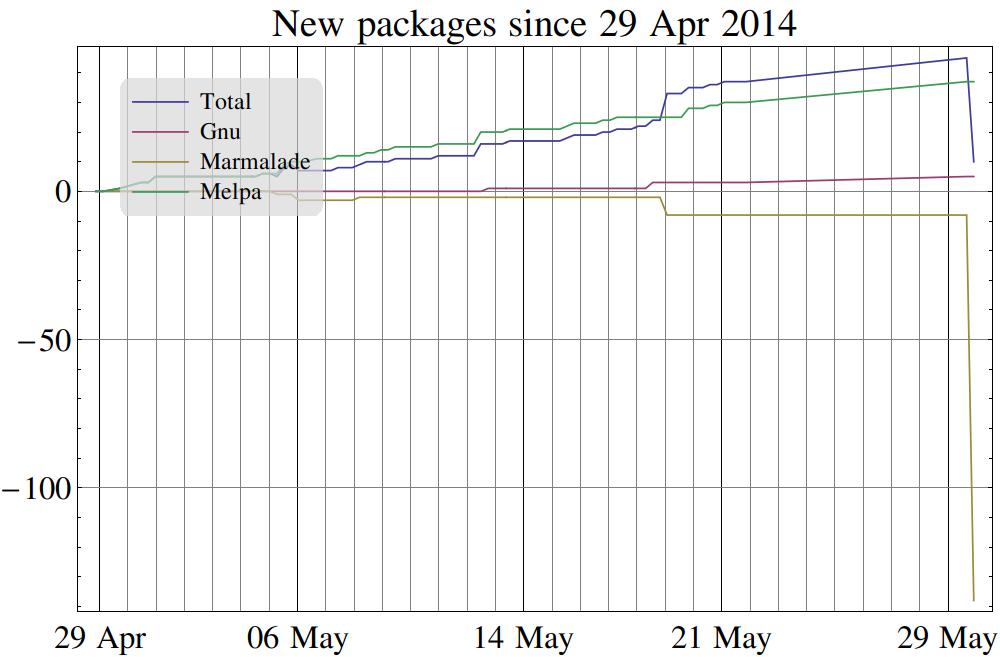 New packages since 29 Apr 2014
Total
Gnu
Marmalade
Melpa
0
−50
−100
29 Apr 06 May 14 May 21 May 29 May